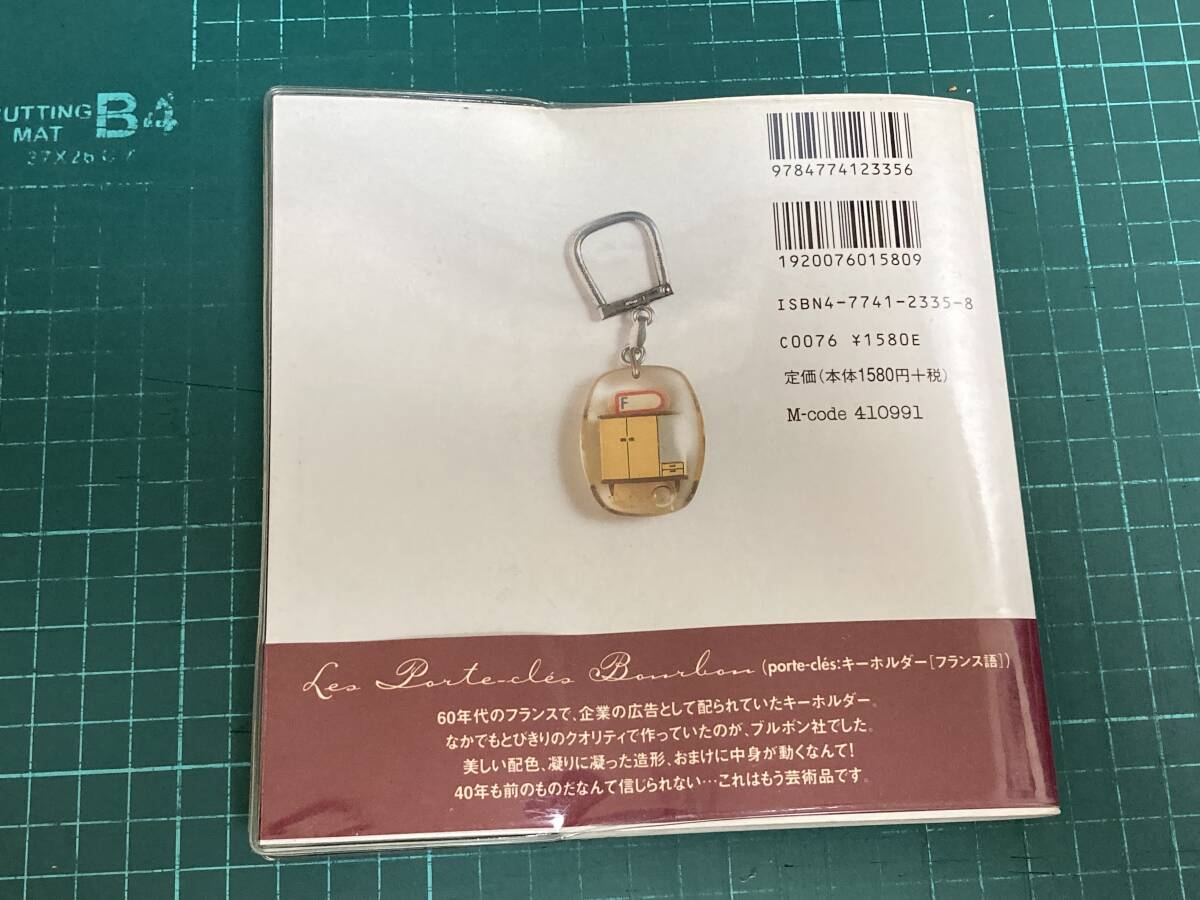 CUTTING
MAT
B4
9784774123356
1920076015809
ISBN4-7741-2335-8
C0076 ¥1580E
定価(本体1580円+税)
M-code 410991
F
Les Porte-clés Bourbon (porte-clés:キーホルダー[フランス語])
60年代のフランスで、企業の広告として配られていたキーホルダー。
なかでもとびきりのクオリティで作っていたのが、ブルボン社でした。
美しい配色、凝りに凝った造形、おまけに中身が動くなんて!
40年も前のものだなんて信じられない…これはもう芸術品です。